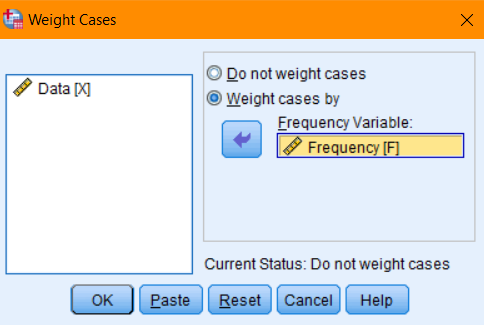 Weight Cases
Data [X]
Do not weight cases
Weight cases by
Frequency Variable:
Frequency [F]
Current Status: Do not weight cases
OK Paste Reset Cancel Help